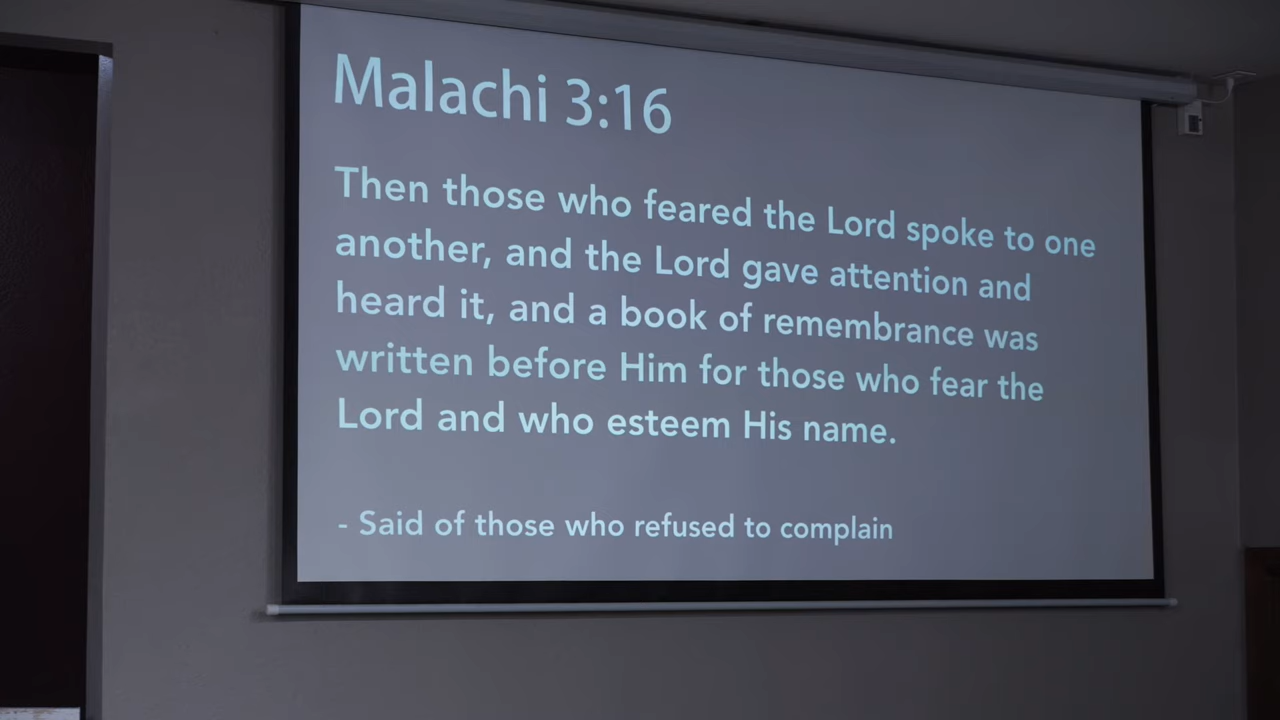 Malachi 3:16
Then those who feared the Lord spoke to one
another, and the Lord gave attention and
heard it, and a book of remembrance was
written before Him for those who fear the
Lord and who esteem His name.
- Said of those who refused to complain